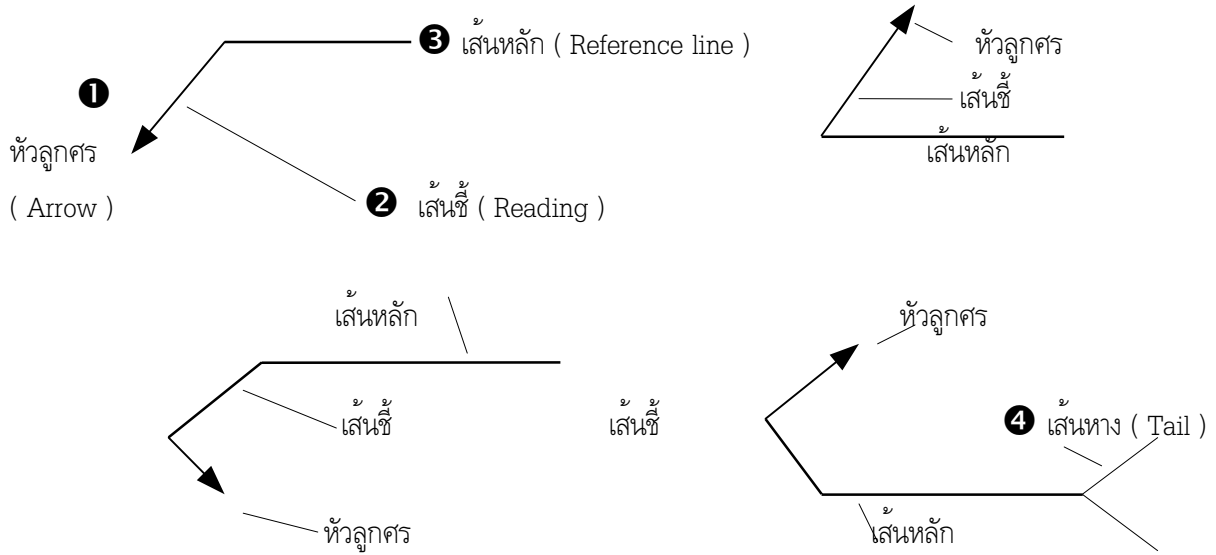 ❸ เส้นหลัก ( Reference line )
❶
หัวลูกศร
( Arrow )
❷ เส้นชี้ ( Reading )
หัวลูกศร
เส้นชี้
เส้นหลัก
เส้นหลัก
เส้นชี้
หัวลูกศร
หัวลูกศร
เส้นชี้
❹ เส้นหาง ( Tail )
เส้นหลัก